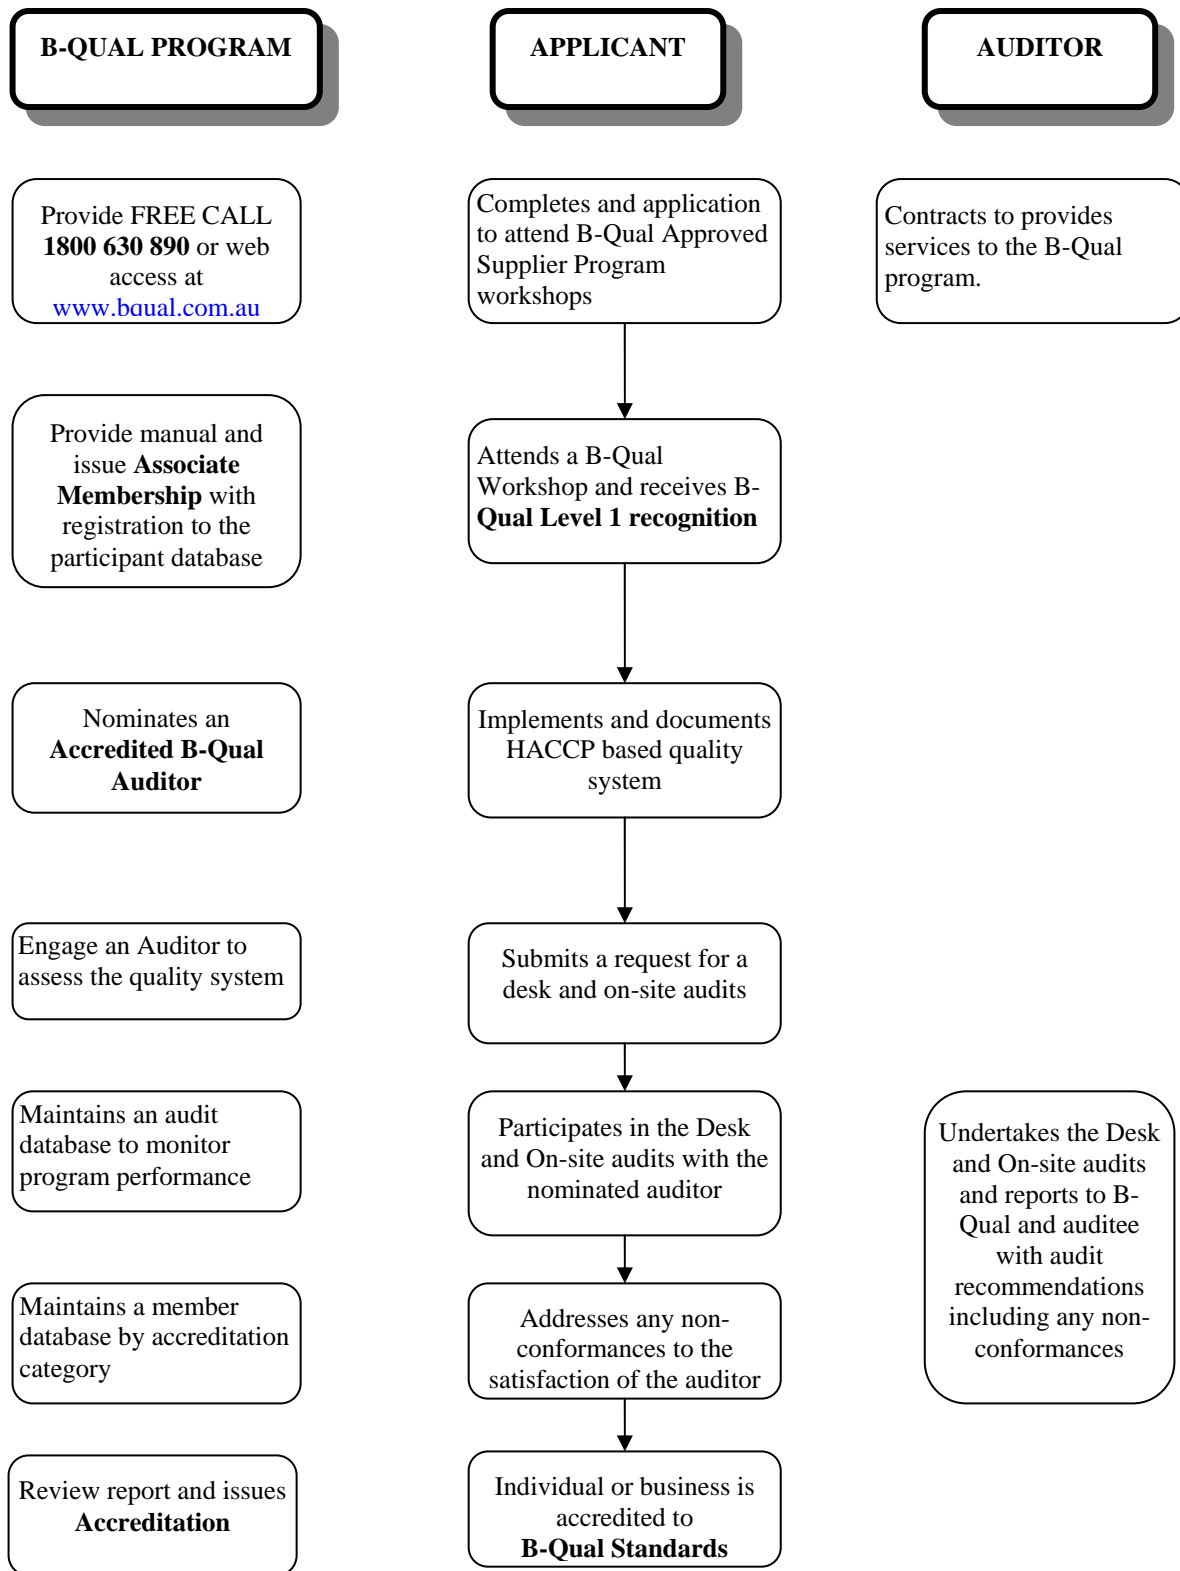 B-QUAL PROGRAM
APPLICANT
AUDITOR
Provide FREE CALL
1800 630 890 or web
access at
www.bqual.com.au
Completes and application
to attend B-Qual Approved
Supplier Program
workshops
Contracts to provides
services to the B-Qual
program.
Provide manual and
issue Associate
Membership with
registration to the
participant database
Attends a B-Qual
Workshop and receives B-
Qual Level 1 recognition
Nominates an
Accredited B-Qual
Auditor
Implements and documents
HACCP based quality
system
Engage an Auditor to
assess the quality system
Submits a request for a
desk and on-site audits
Maintains an audit
database to monitor
program performance
Participates in the Desk
and On-site audits with the
nominated auditor
Undertakes the Desk
and On-site audits
and reports to B-
Qual and auditee
with audit
recommendations
including any non-
conformances
Maintains a member
database by accreditation
category
Addresses any non-
conformances to the
satisfaction of the auditor
Review report and issues
Accreditation
Individual or business is
accredited to
B-Qual Standards